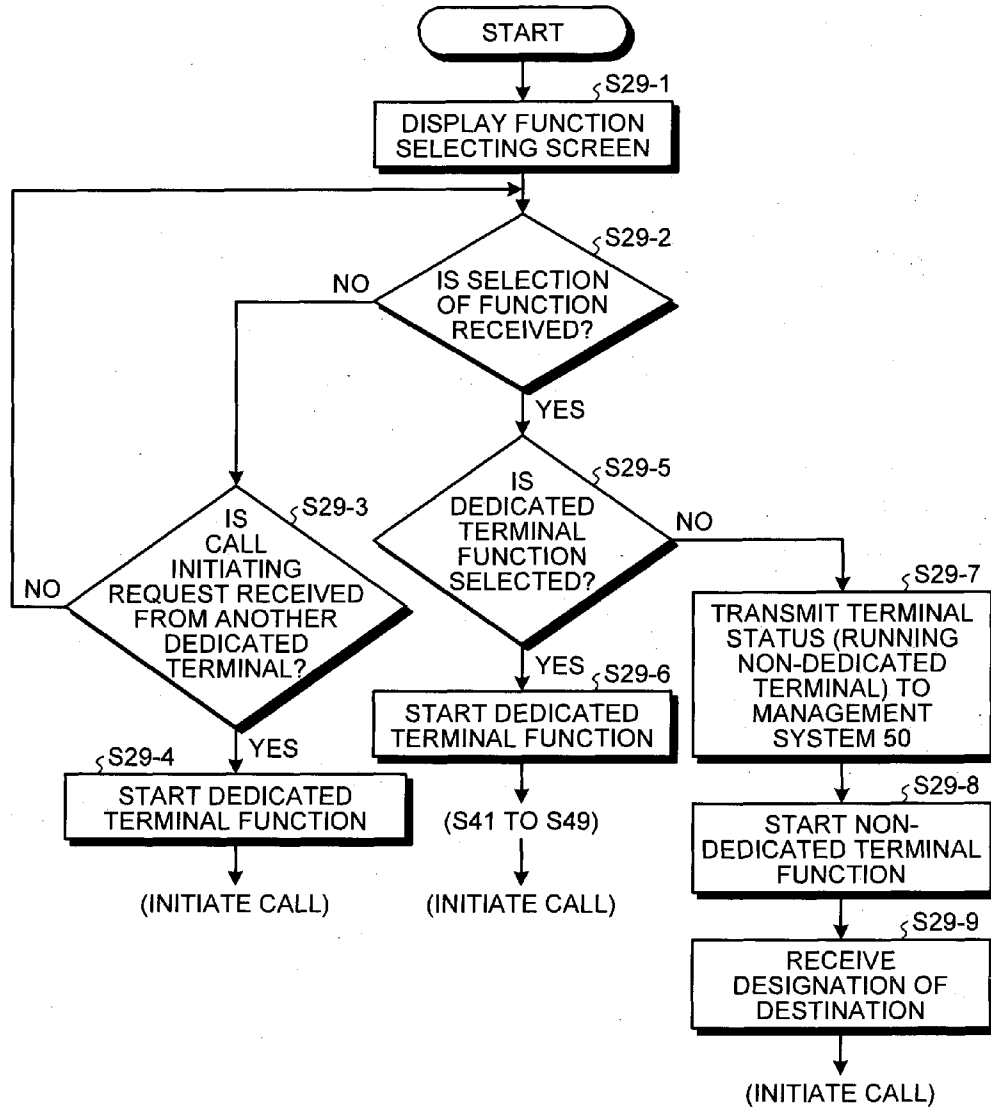 START
S29-1
DISPLAY FUNCTION
SELECTING SCREEN
S29-2
NO
IS SELECTION
OF FUNCTION
RECEIVED?
YES
S29-3
IS
CALL
INITIATING
REQUEST RECEIVED
FROM ANOTHER
DEDICATED
TERMINAL?
NO
YES
S29-4
START DEDICATED
TERMINAL FUNCTION
(INITIATE CALL)
S29-5
IS
DEDICATED
TERMINAL
FUNCTION
SELECTED?
NO
YES
S29-6
START DEDICATED
TERMINAL FUNCTION
(S41 TO S49)
(INITIATE CALL)
S29-7
TRANSMIT TERMINAL
STATUS (RUNNING
NON-DEDICATED
TERMINAL) TO
MANAGEMENT
SYSTEM 50
S29-8
START NON-
DEDICATED TERMINAL
FUNCTION
S29-9
RECEIVE
DESIGNATION OF
DESTINATION
(INITIATE CALL)